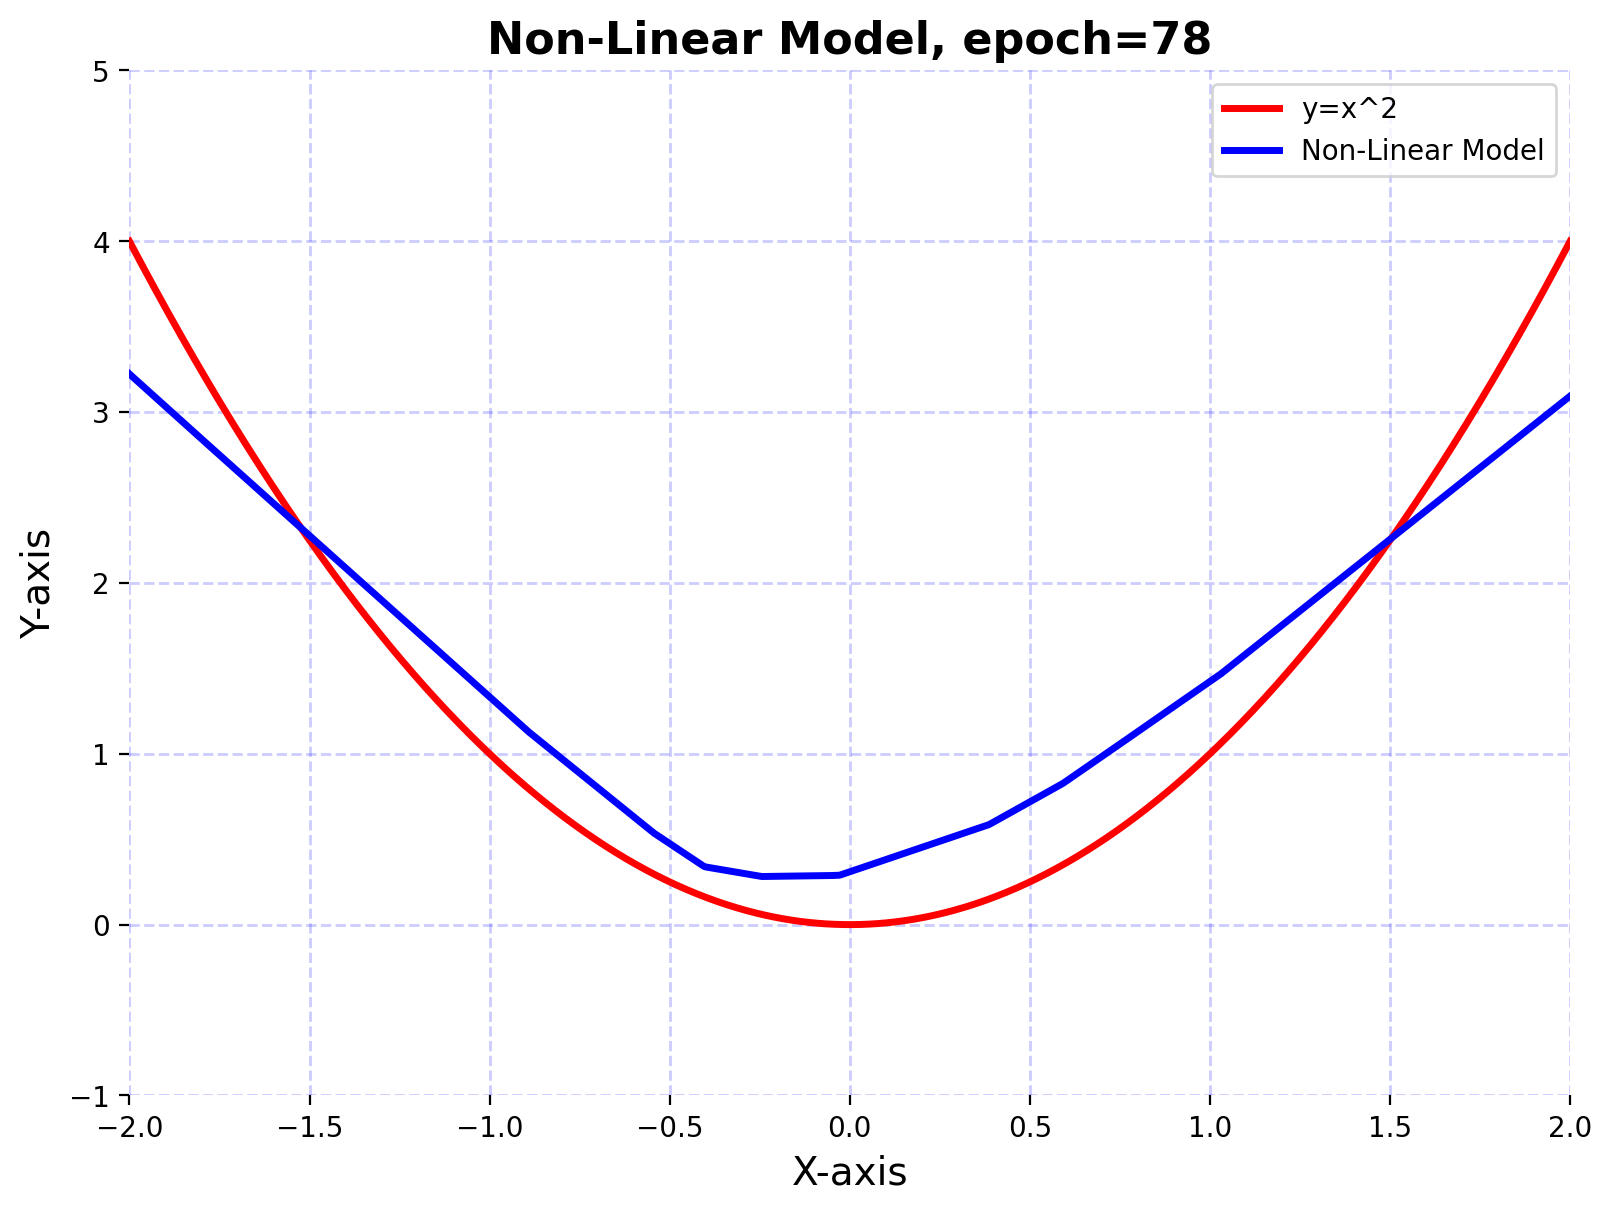 Non-Linear Model, epoch=78
y=x^2
Non-Linear Model
5
4
3
2
1
0
−1
Y-axis
−2.0 −1.5 −1.0 −0.5 0.0 0.5 1.0 1.5 2.0
X-axis